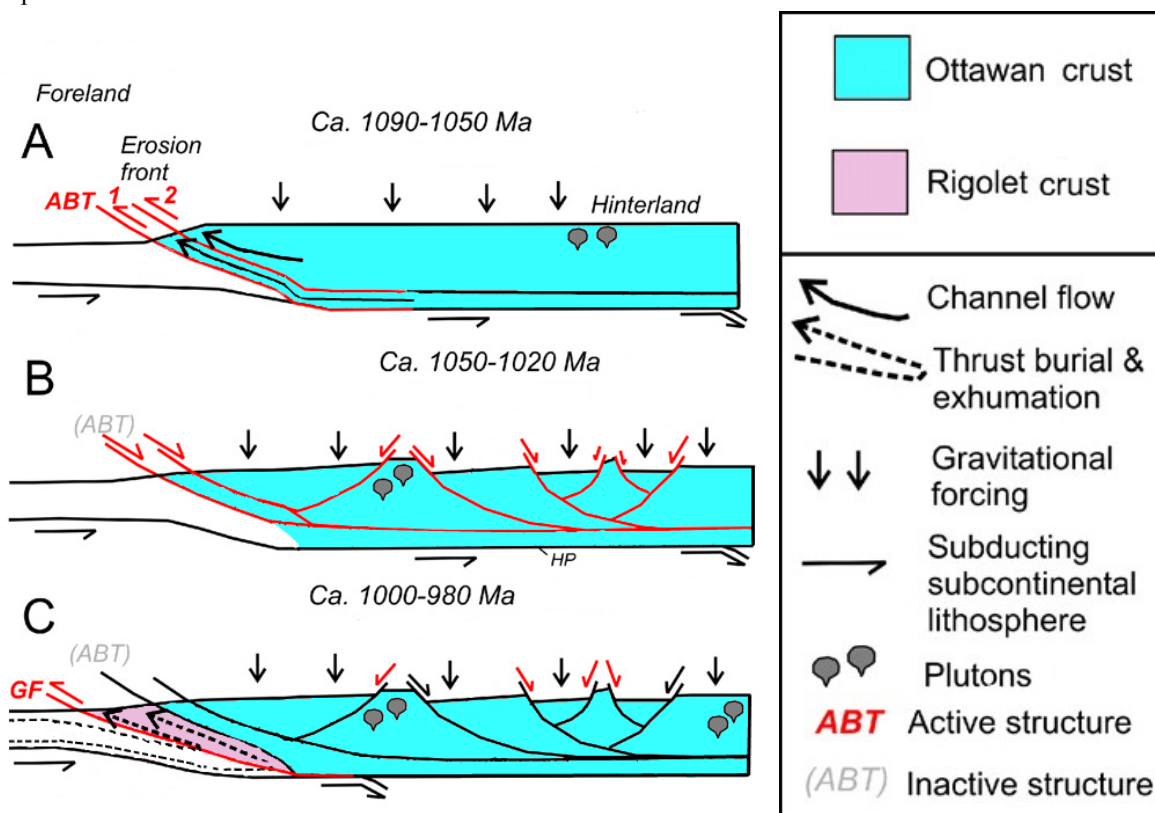 Foreland
A
Ca. 1090-1050 Ma
Erosion
front
ABT 1 2
Hinterland
B
Ca. 1050-1020 Ma
(ABT)
HP
C
Ca. 1000-980 Ma
(ABT)
GF
Ottawan crust
Rigolet crust
Channel flow
Thrust burial &
exhumation
Gravitational
forcing
Subducting
subcontinental
lithosphere
Plutons
ABT Active structure
(ABT) Inactive structure